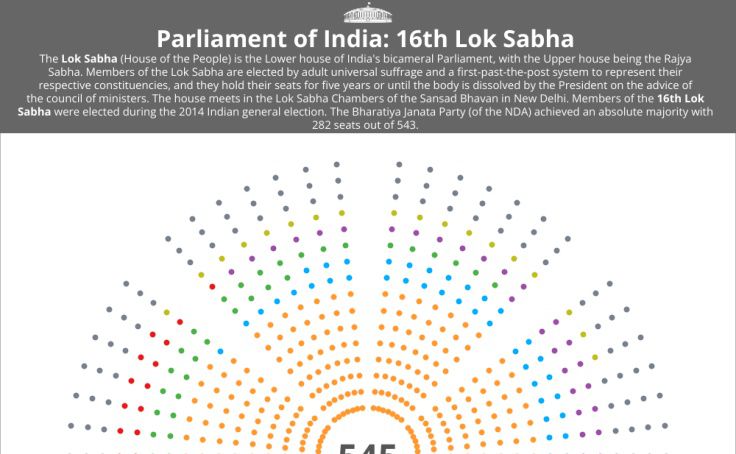 Parliament of India: 16th Lok Sabha
The Lok Sabha (House of the People) is the Lower house of India's bicameral Parliament, with the Upper house being the Rajya
Sabha. Members of the Lok Sabha are elected by adult universal suffrage and a first-past-the-post system to represent their
respective constituencies, and they hold their seats for five years or until the body is dissolved by the President on the advice of
the council of ministers. The house meets in the Lok Sabha Chambers of the Sansad Bhavan in New Delhi. Members of the 16th Lok
Sabha were elected during the 2014 Indian general election. The Bharatiya Janata Party (of the NDA) achieved an absolute majority with
282 seats out of 543.
545